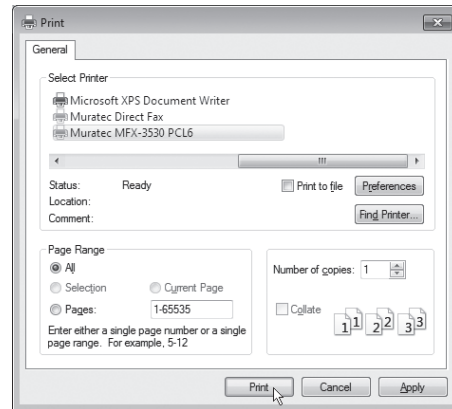 Print
General
Select Printer
Microsoft XPS Document Writer
Muratec Direct Fax
Muratec MFX-3530 PCL6
Status: Ready
Print to file
Preferences
Location:
Comment:
Find Printer...
Page Range
All
Selection
Current Page
Pages: 1-65535
Enter either a single page number or a single
page range. For example, 5-12
Number of copies: 1
Collate
1 1 2 2 3 3
Print
Cancel
Apply